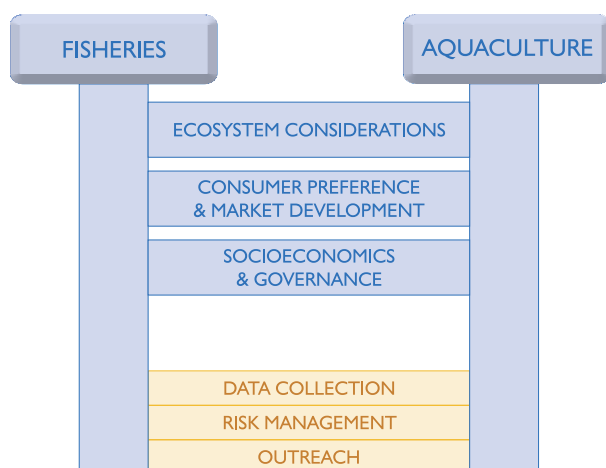 FISHERIES
AQUACULTURE
ECOSYSTEM CONSIDERATIONS
CONSUMER PREFERENCE
& MARKET DEVELOPMENT
SOCIOECONOMICS
& GOVERNANCE
DATA COLLECTION
RISK MANAGEMENT
OUTREACH